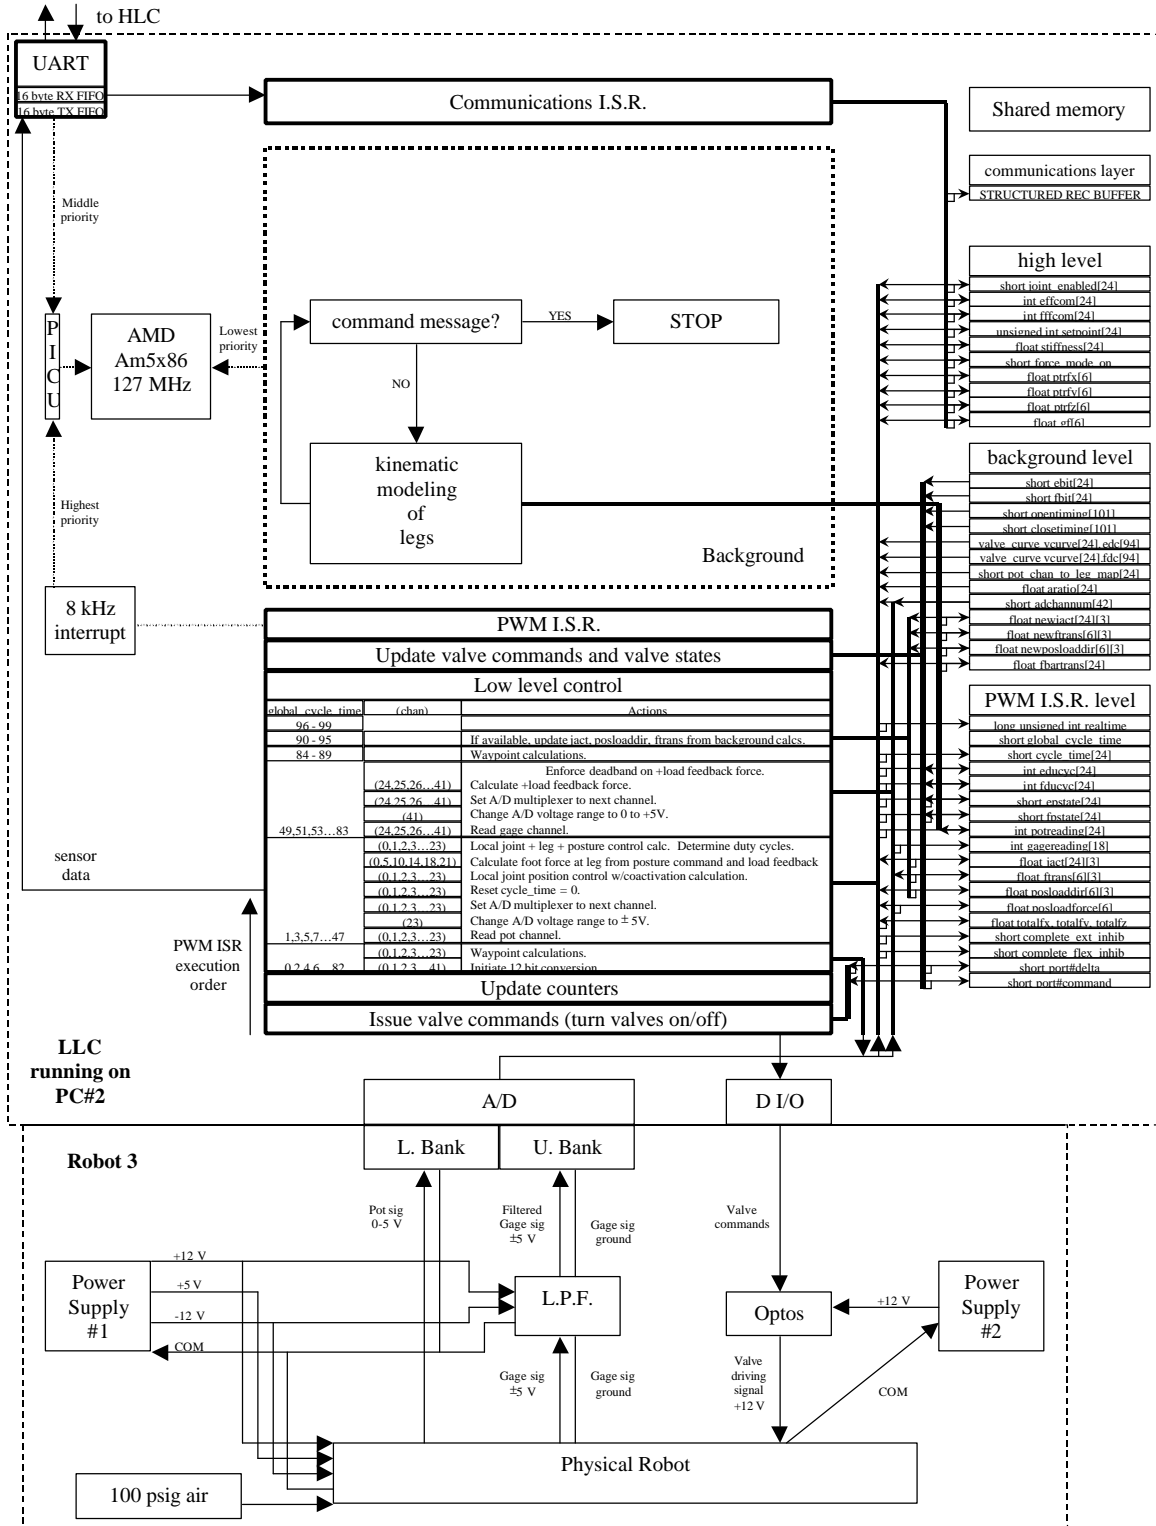 to HLC
UART
16 byte RX FIFO
16 byte TX FIFO
Communications I.S.R.
Shared memory
communications layer
STRUCTURED REC BUFFER
Middle
priority
high level
short joint_enabled[24]
int effcom[24]
int fffcom[24]
unsigned int setpoint[24]
float stiffness[24]
short force_mode_on
float ptrfx[6]
float ptrfy[6]
float ptrfz[6]
float gf[6]
P
I
C
U
AMD
Am5x86
127 MHz
Lowest
priority
command message?
YES
STOP
NO
kinematic
modeling
of
legs
Background
Highest
priority
background level
short ebit[24]
short fbit[24]
short opentiming[101]
short closetiming[101]
valve_curve vcurve[24].edc[94]
valve_curve vcurve[24].fdc[94]
short pot_chan_to_leg_map[24]
float aratio[24]
short adchannum[42]
float newjact[24][3]
float newftrans[6][3]
float newposloaddir[6][3]
float fbartrans[24]
8 kHz
interrupt
PWM I.S.R.
Update valve commands and valve states
Low level control
global_cycle_time (chan) Actions
96 - 99
90 - 95 If available, update jact, posloaddir, ftrans from background calcs.
84 - 89 Waypoint calculations.
Enforce deadband on +load feedback force.
(24,25,26…41) Calculate +load feedback force.
(24,25,26…41) Set A/D multiplexer to next channel.
(41) Change A/D voltage range to 0 to +5V.
49,51,53…83 (24,25,26…41) Read gage channel.
(0,1,2,3…23) Local joint + leg + posture control calc. Determine duty cycles.
(0,5,10,14,18,21) Calculate foot force at leg from posture command and load feedback
(0,1,2,3…23) Local joint position control w/coactivation calculation.
(0,1,2,3…23) Reset cycle_time = 0.
(0,1,2,3…23) Set A/D multiplexer to next channel.
(23) Change A/D voltage range to ± 5V.
1,3,5,7…47 (0,1,2,3…23) Read pot channel.
(0,1,2,3…23) Waypoint calculations.
0,2,4,6…82 (0,1,2,3…41) Initiate 12 bit conversion
Update counters
Issue valve commands (turn valves on/off)
PWM I.S.R. level
long unsigned int realtime
short global_cycle_time
short cycle_time[24]
int educyc[24]
int fducyc[24]
short epstate[24]
short fpstate[24]
int potreading[24]
int gagereading[18]
float jact[24][3]
float ftrans[6][3]
float posloaddir[6][3]
float posloadforce[6]
float totalfx, totalfy, totalfz
short complete_ext_inhib
short complete_flex_inhib
short port#delta
short port#command
sensor
data
PWM ISR
execution
order
LLC
running on
PC#2
A/D
D I/O
Robot 3
L. Bank
U. Bank
Pot sig
0-5 V
Filtered
Gage sig
±5 V
Gage sig
ground
Valve
commands
Power
Supply
#1
+12 V
+5 V
-12 V
COM
L.P.F.
Optos
+12 V
Power
Supply
#2
Gage sig
±5 V
Gage sig
ground
Valve
driving
signal
+12 V
COM
Physical Robot
100 psig air